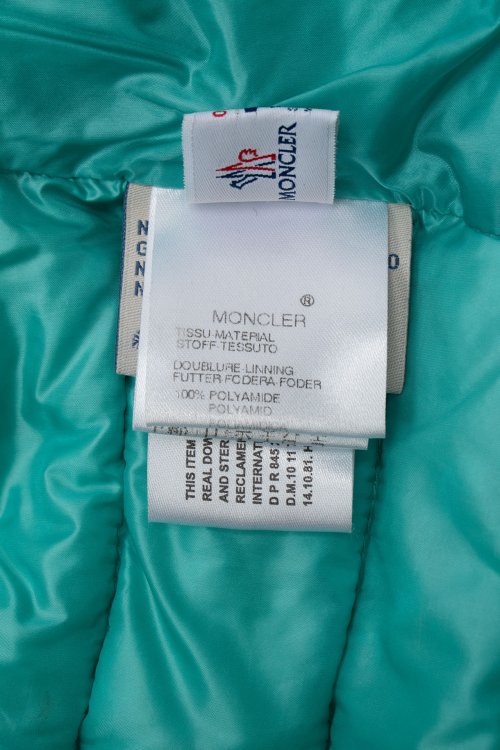 MONCLER
®
MONCLER
TISSU-MATERIAL
STOFF-TESSUTO
DOUBLURE-LINNING
FUTTER-FODERA-FODER
100% POLYAMIDE
POLYAMID
THIS ITEM
REAL DOW
AND STER
RECLAMEN
INTERNAT
D P R 845
D.M.10 11
14.10.81. H
N
G
N
N
O